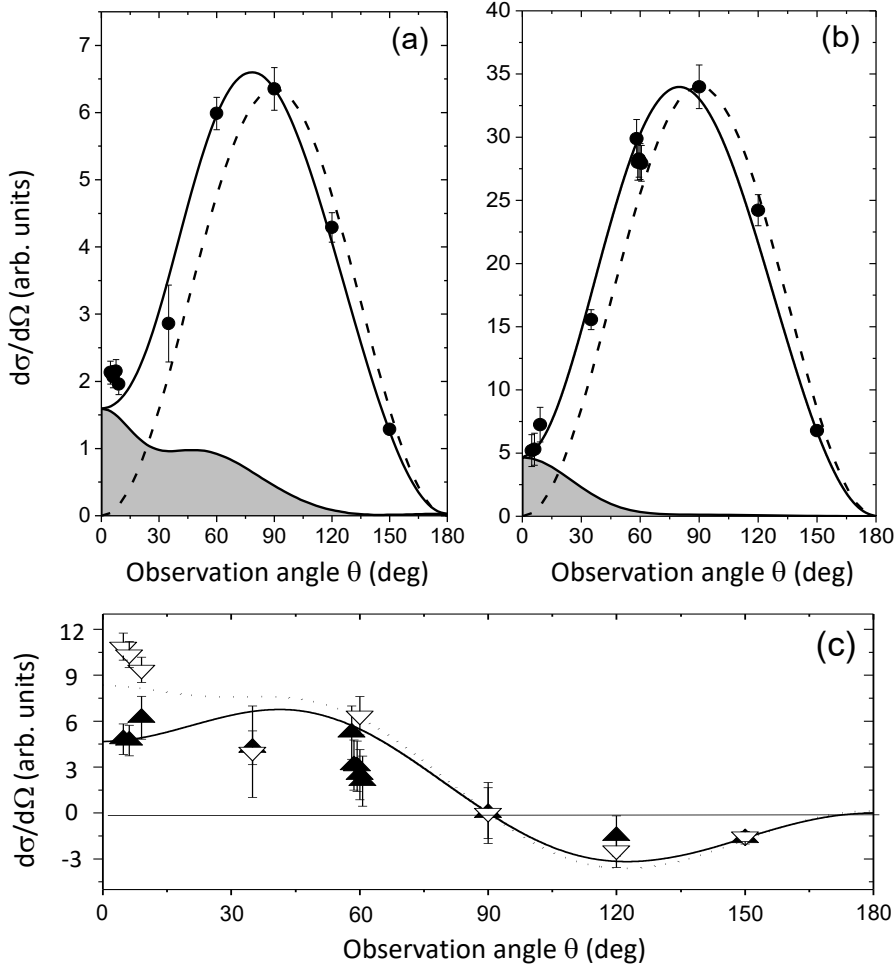 (a)
dσ/dΩ (arb. units)
7
6
5
4
3
2
1
0
0 30 60 90 120 150 180
Observation angle θ (deg)
(b)
40
35
30
25
20
15
10
5
0
0 30 60 90 120 150 180
Observation angle θ (deg)
(c)
dσ/dΩ (arb. units)
12
9
6
3
0
-3
0 30 60 90 120 150 180
Observation angle θ (deg)